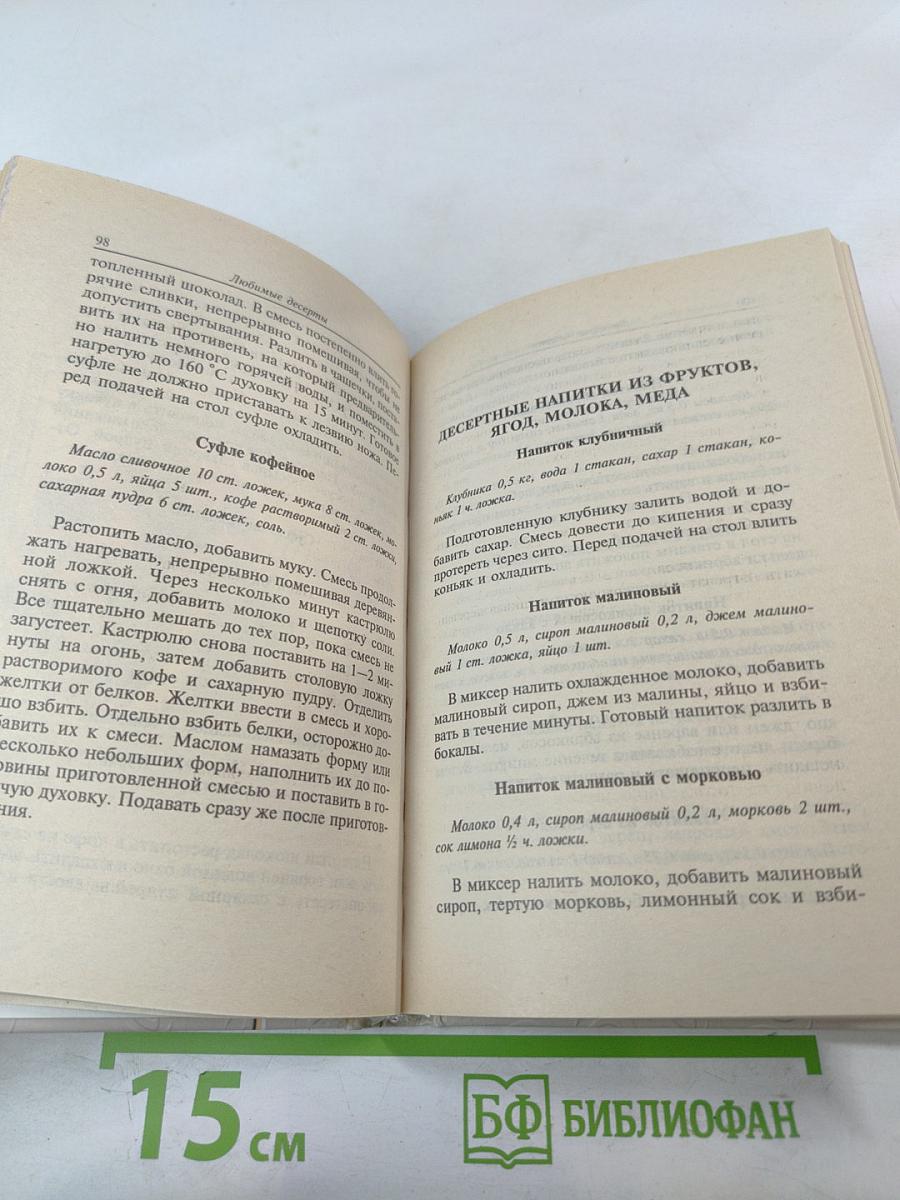 98
Любимые десерты
топленный шоколад. В смесь постепенно влить го-
рячие сливки, непрерывно помешивая, чтобы не
допустить свертывания. Разлить в чашечки, поста-
вить их на противень, на который предваритель-
но налить немного горячей воды, и поместить в
нагретую до 160 °С духовку на 15 минут. Готовое
суфле не должно приставать к лезвию ножа. Пе-
ред подачей на стол суфле охладить.
Суфле кофейное
Масло сливочное 10 ст. ложек, мука 8 ст. ложек, мо-
локо 0,5 л, яйца 5 шт., кофе растворимый 2 ст. ложки,
сахарная пудра 6 ст. ложек, соль.
Растопить масло, добавить муку. Смесь продол-
жать нагревать, непрерывно помешивая деревян-
ной ложкой. Через несколько минут кастрюлю
снять с огня, добавить молоко и щепотку соли.
Все тщательно мешать до тех пор, пока смесь не
загустеет. Кастрюлю снова поставить на 1—2 ми-
нуты на огонь, затем добавить столовую ложку
растворимого кофе и сахарную пудру. Отделить
желтки от белков. Желтки ввести в смесь и хоро-
шо взбить. Отдельно взбить белки, осторожно до-
бавить их к смеси. Маслом намазать форму или
несколько небольших форм, наполнить их до по-
ловины приготовленной смесью и поставить в го-
чую духовку. Подавать сразу же после приготов-
ния.
ДЕСЕРТНЫЕ НАПИТКИ ИЗ ФРУКТОВ,
ЯГОД, МОЛОКА, МЕДА
Напиток клубничный
Клубника 0,5 кг, вода 1 стакан, сахар 1 стакан, ко-
ньяк 1 ч. ложка.
Подготовленную клубнику залить водой и до-
бавить сахар. Смесь довести до кипения и сразу
протереть через сито. Перед подачей на стол влить
коньяк и охладить.
Напиток малиновый
Молоко 0,5 л, сироп малиновый 0,2 л, джем малино-
вый 1 ст. ложка, яйцо 1 шт.
В миксер налить охлажденное молоко, добавить
малиновый сироп, джем из малины, яйцо и взби-
вать в течение минуты. Готовый напиток разлить в
бокалы.
Напиток малиновый с морковью
Молоко 0,4 л, сироп малиновый 0,2 л, морковь 2 шт.,
сок лимона ½ ч. ложки.
В миксер налить молоко, добавить малиновый
сироп, тертую морковь, лимонный сок и взби-
15 см
БФ БИБЛИОФАН